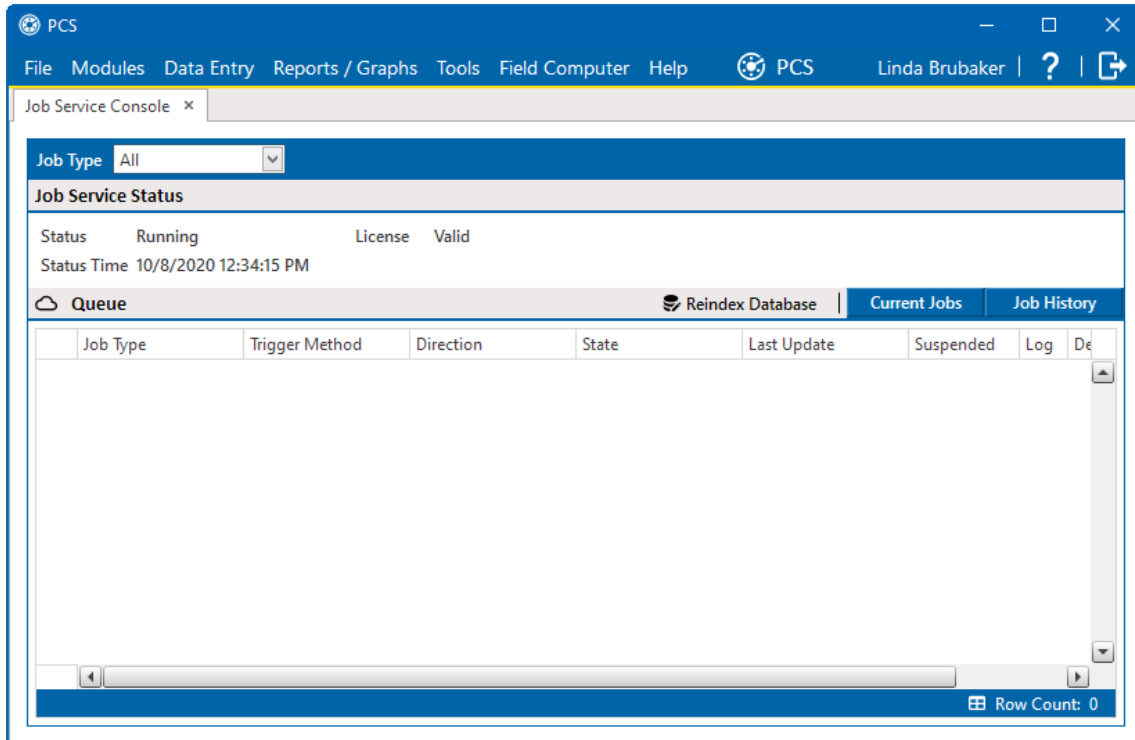 PCS
File Modules Data Entry Reports / Graphs Tools Field Computer Help PCS Linda Brubaker | ? |
Job Service Console ×
Job Type All
Job Service Status
Status Running License Valid
Status Time 10/8/2020 12:34:15 PM
Queue Reindex Database | Current Jobs Job History
Job Type Trigger Method Direction State Last Update Suspended Log De
Row Count: 0